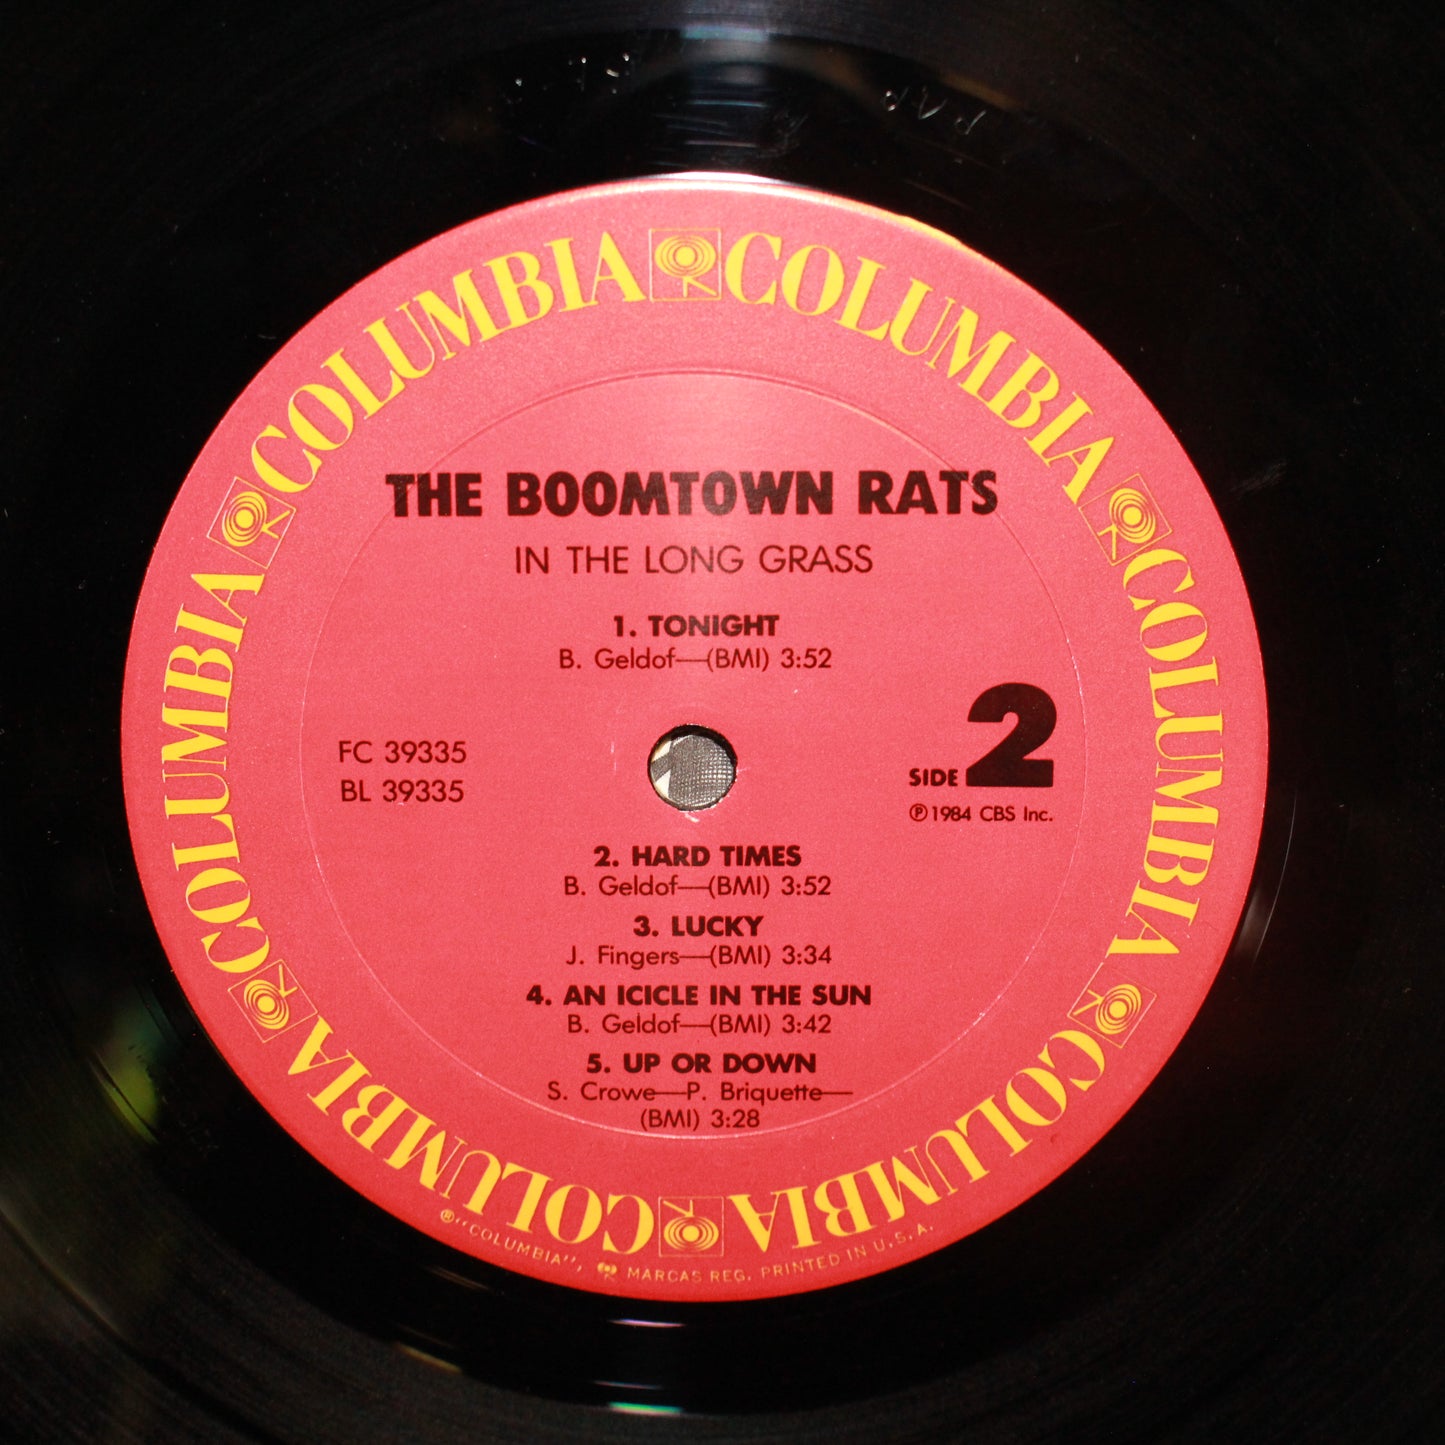 COLUMBIA COLUMBIA COLUMBIA COLUMBIA COLUMBIA COLUMBIA
THE BOOMTOWN RATS
IN THE LONG GRASS
1. TONIGHT
B. Geldof—(BMI) 3:52
FC 39335
BL 39335
SIDE 2
℗ 1984 CBS Inc.
2. HARD TIMES
B. Geldof—(BMI) 3:52
3. LUCKY
J. Fingers—(BMI) 3:34
4. AN ICICLE IN THE SUN
B. Geldof—(BMI) 3:42
5. UP OR DOWN
S. Crowe—P. Briquette—
(BMI) 3:28
®"COLUMBIA", MARCAS REG. PRINTED IN U.S.A.